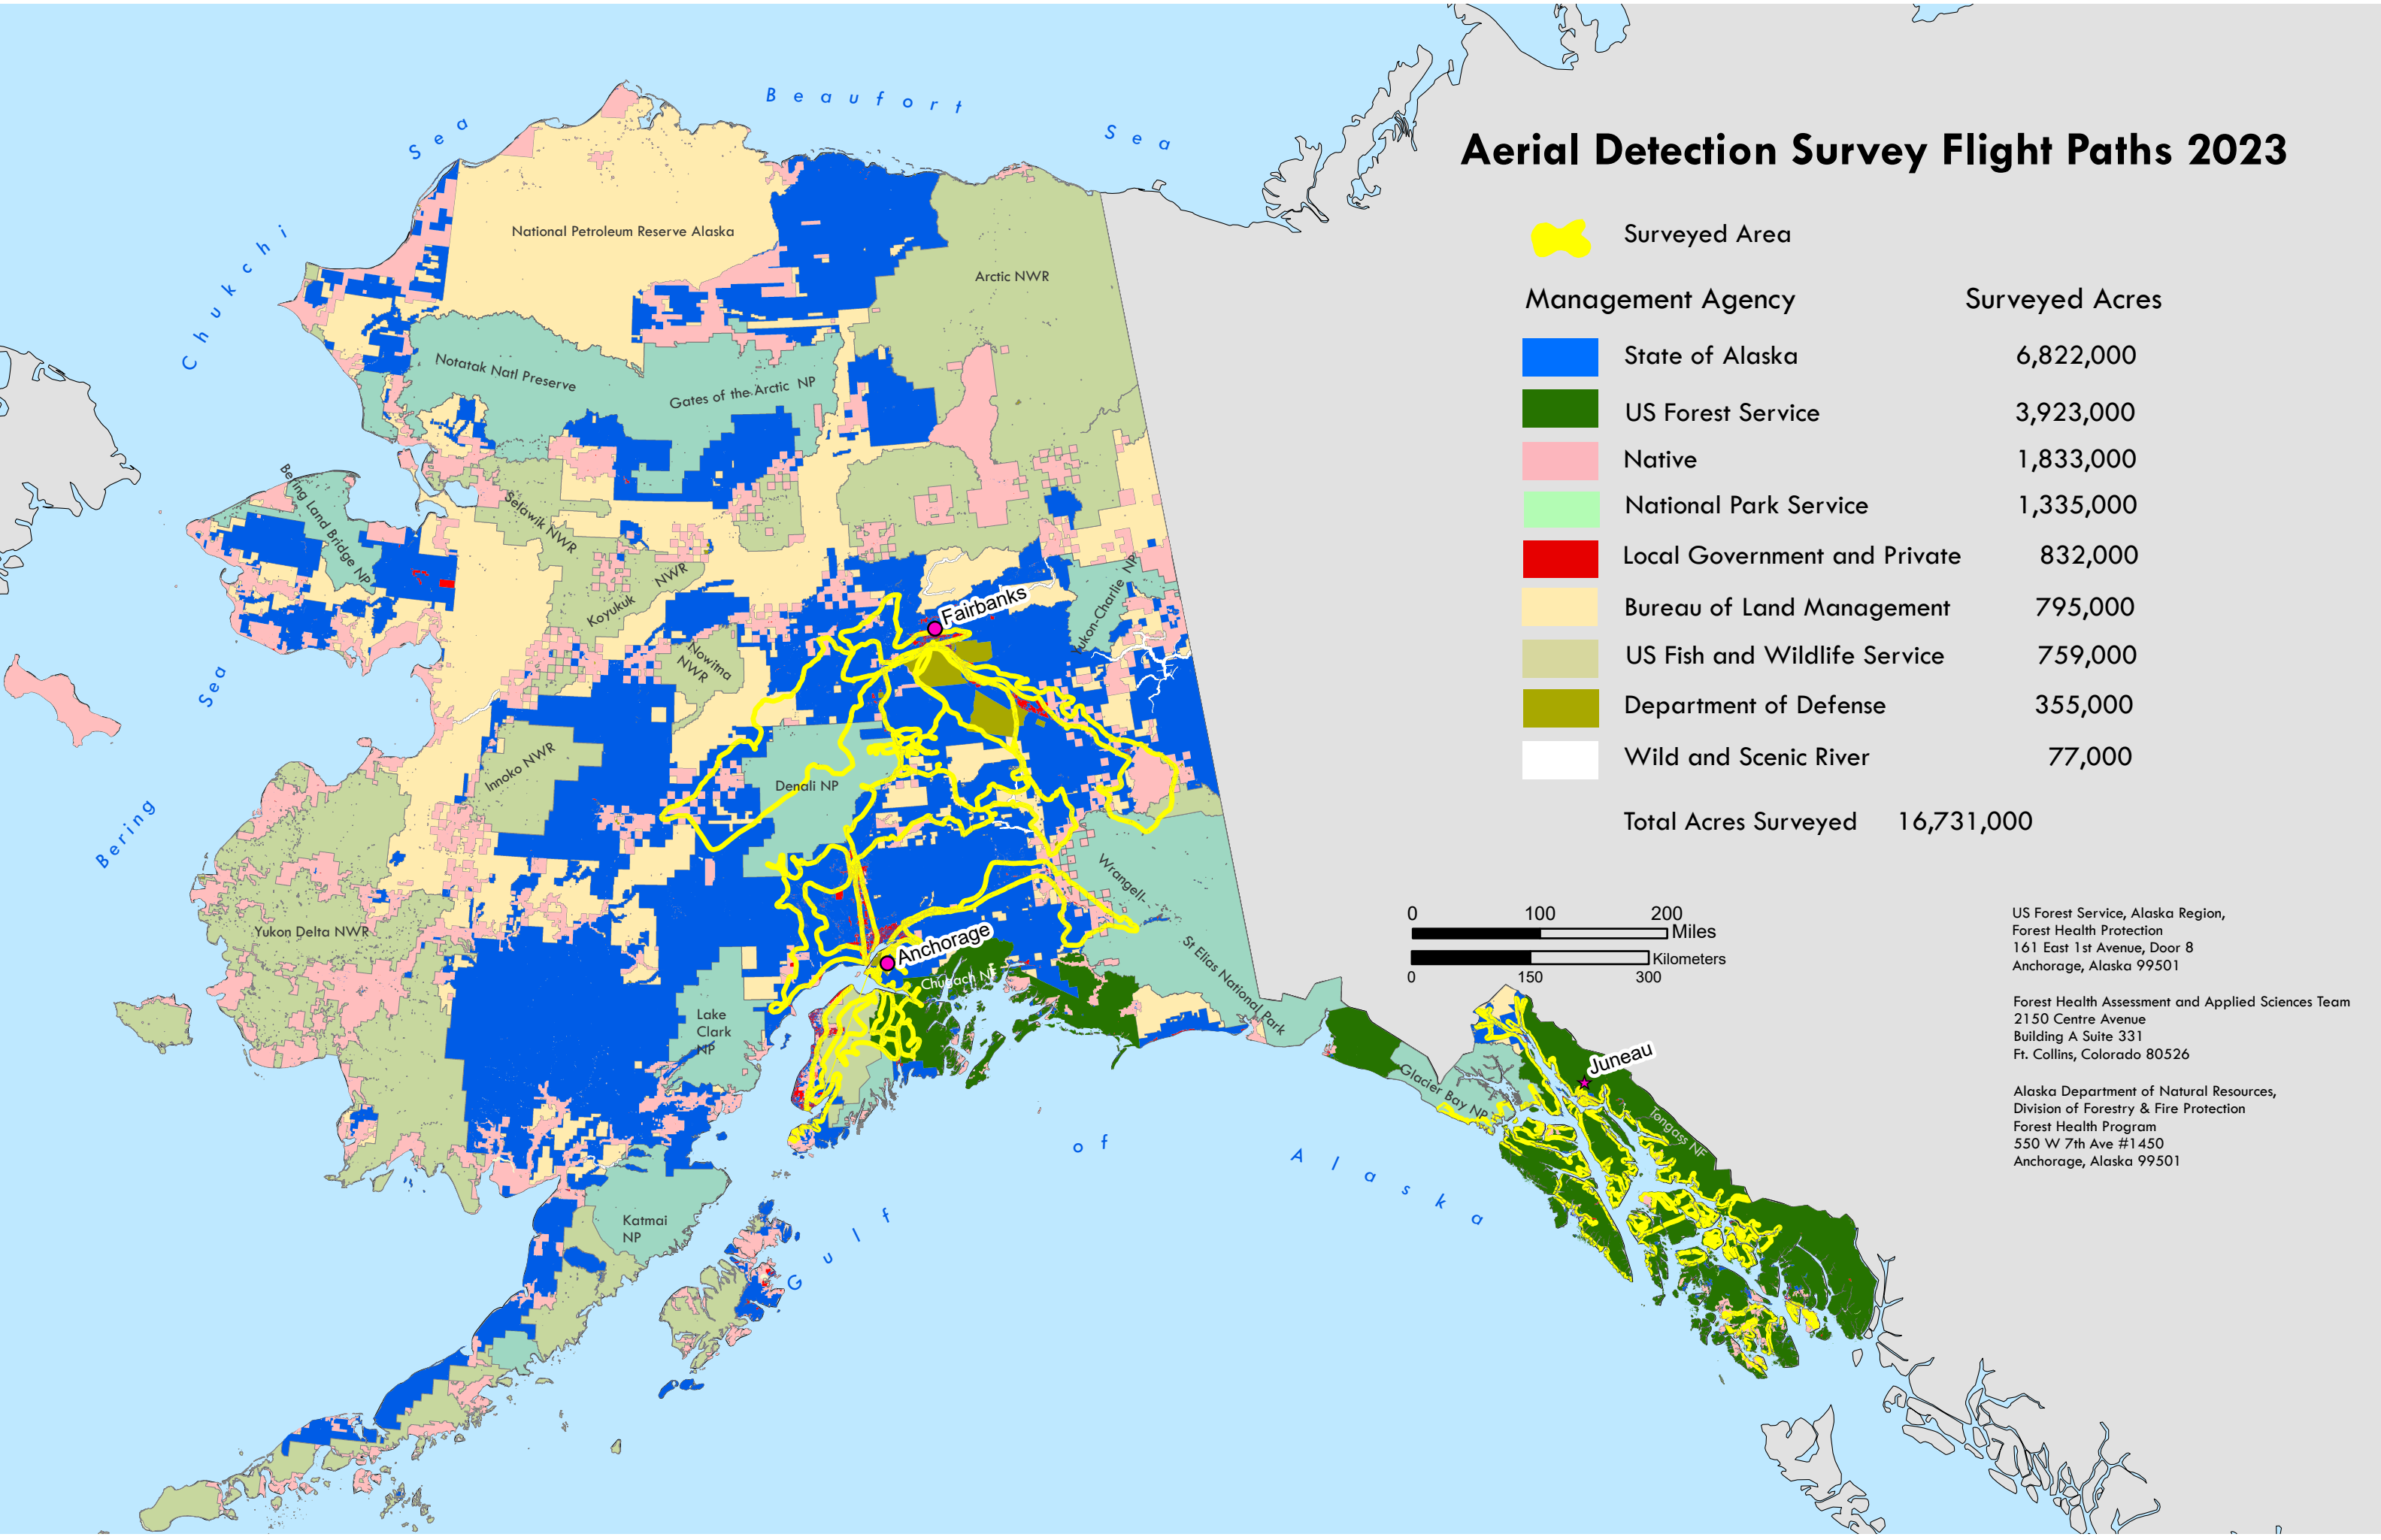 Aerial Detection Survey Flight Paths 2023
Surveyed Area
Management Agency Surveyed Acres
State of Alaska 6,822,000
US Forest Service 3,923,000
Native 1,833,000
National Park Service 1,335,000
Local Government and Private 832,000
Bureau of Land Management 795,000
US Fish and Wildlife Service 759,000
Department of Defense 355,000
Wild and Scenic River 77,000
Total Acres Surveyed 16,731,000
0 100 200
Miles
Kilometers
0 150 300
US Forest Service, Alaska Region,
Forest Health Protection
161 East 1st Avenue, Door 8
Anchorage, Alaska 99501
Forest Health Assessment and Applied Sciences Team
2150 Centre Avenue
Building A Suite 331
Ft. Collins, Colorado 80526
Alaska Department of Natural Resources,
Division of Forestry & Fire Protection
Forest Health Program
550 W 7th Ave #1450
Anchorage, Alaska 99501
Beaufort Sea
Chukchi Sea
Bering Sea
Gulf of Alaska
National Petroleum Reserve Alaska
Arctic NWR
Notatak Natl Preserve
Gates of the Arctic NP
Bering Land Bridge NP
Selawik NWR
Koyukuk NWR
Nowitna
NWR
Yukon-Charlie NP
Fairbanks
Innoko NWR
Denali NP
Wrangell-
St Elias National Park
Yukon Delta NWR
Anchorage
Chugach NF
Lake
Clark
NP
Katmai
NP
Glacier Bay NP
Juneau
Tongass NF